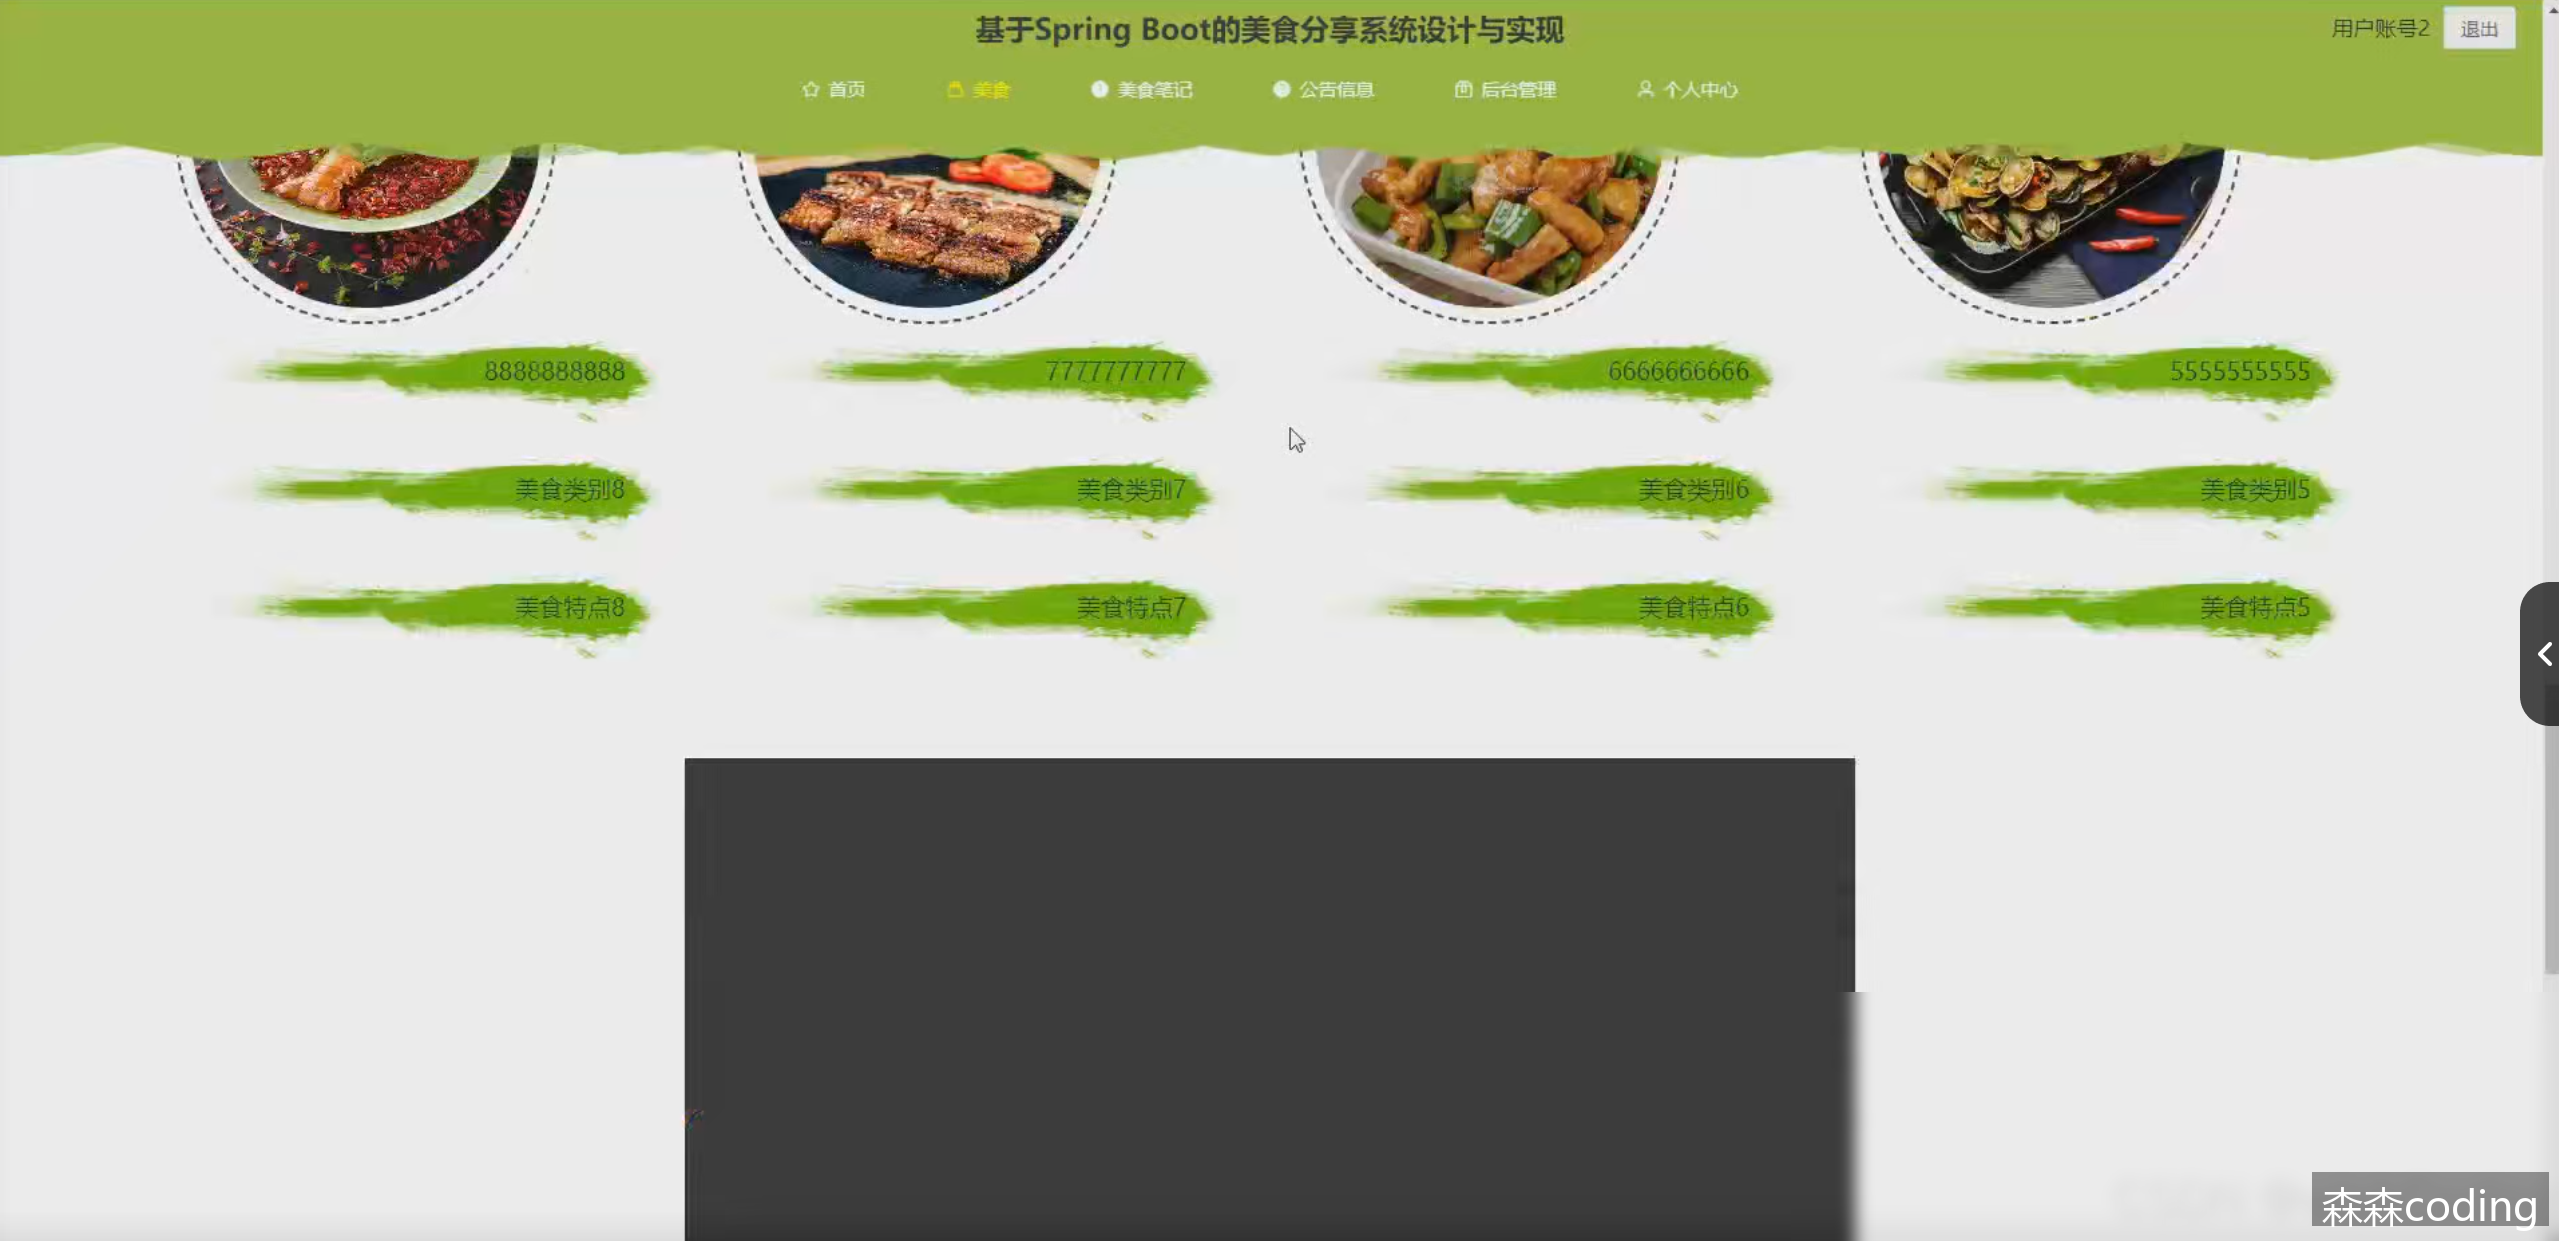 基于Spring Boot的美食分享系统设计与实现
用户账号2 退出
首页 美食 美食笔记 公告信息 后台管理 个人中心
8888888888 7777777777 6666666666 5555555555
美食类别8 美食类别7 美食类别6 美食类别5
美食特点8 美食特点7 美食特点6 美食特点5
森森coding